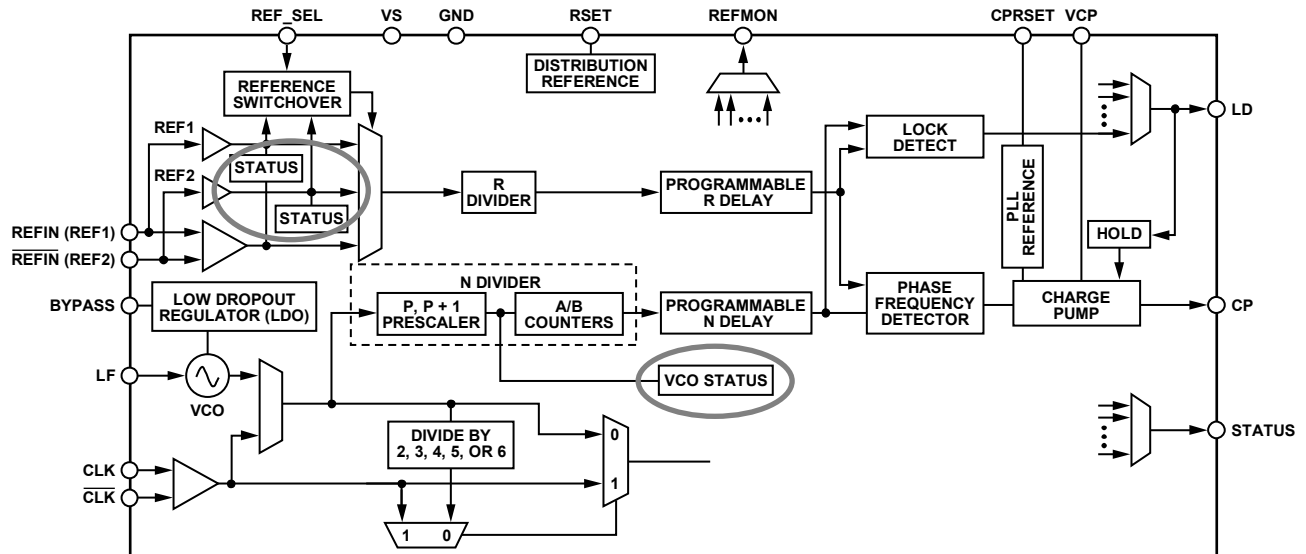 REF_SEL
VS
GND
RSET
REFMON
CPRSET
VCP
DISTRIBUTION
REFERENCE
REFERENCE
SWITCHOVER
REF1
STATUS
REF2
STATUS
REFIN (REF1)
REFIN (REF2)
R
DIVIDER
PROGRAMMABLE
R DELAY
LOCK
DETECT
PLL
REFERENCE
LD
HOLD
N DIVIDER
P, P + 1
PRESCALER
A/B
COUNTERS
PROGRAMMABLE
N DELAY
PHASE
FREQUENCY
DETECTOR
CHARGE
PUMP
CP
BYPASS
LOW DROPOUT
REGULATOR (LDO)
LF
VCO
VCO STATUS
DIVIDE BY
2, 3, 4, 5, OR 6
0
1
STATUS
CLK
CLK
1 0